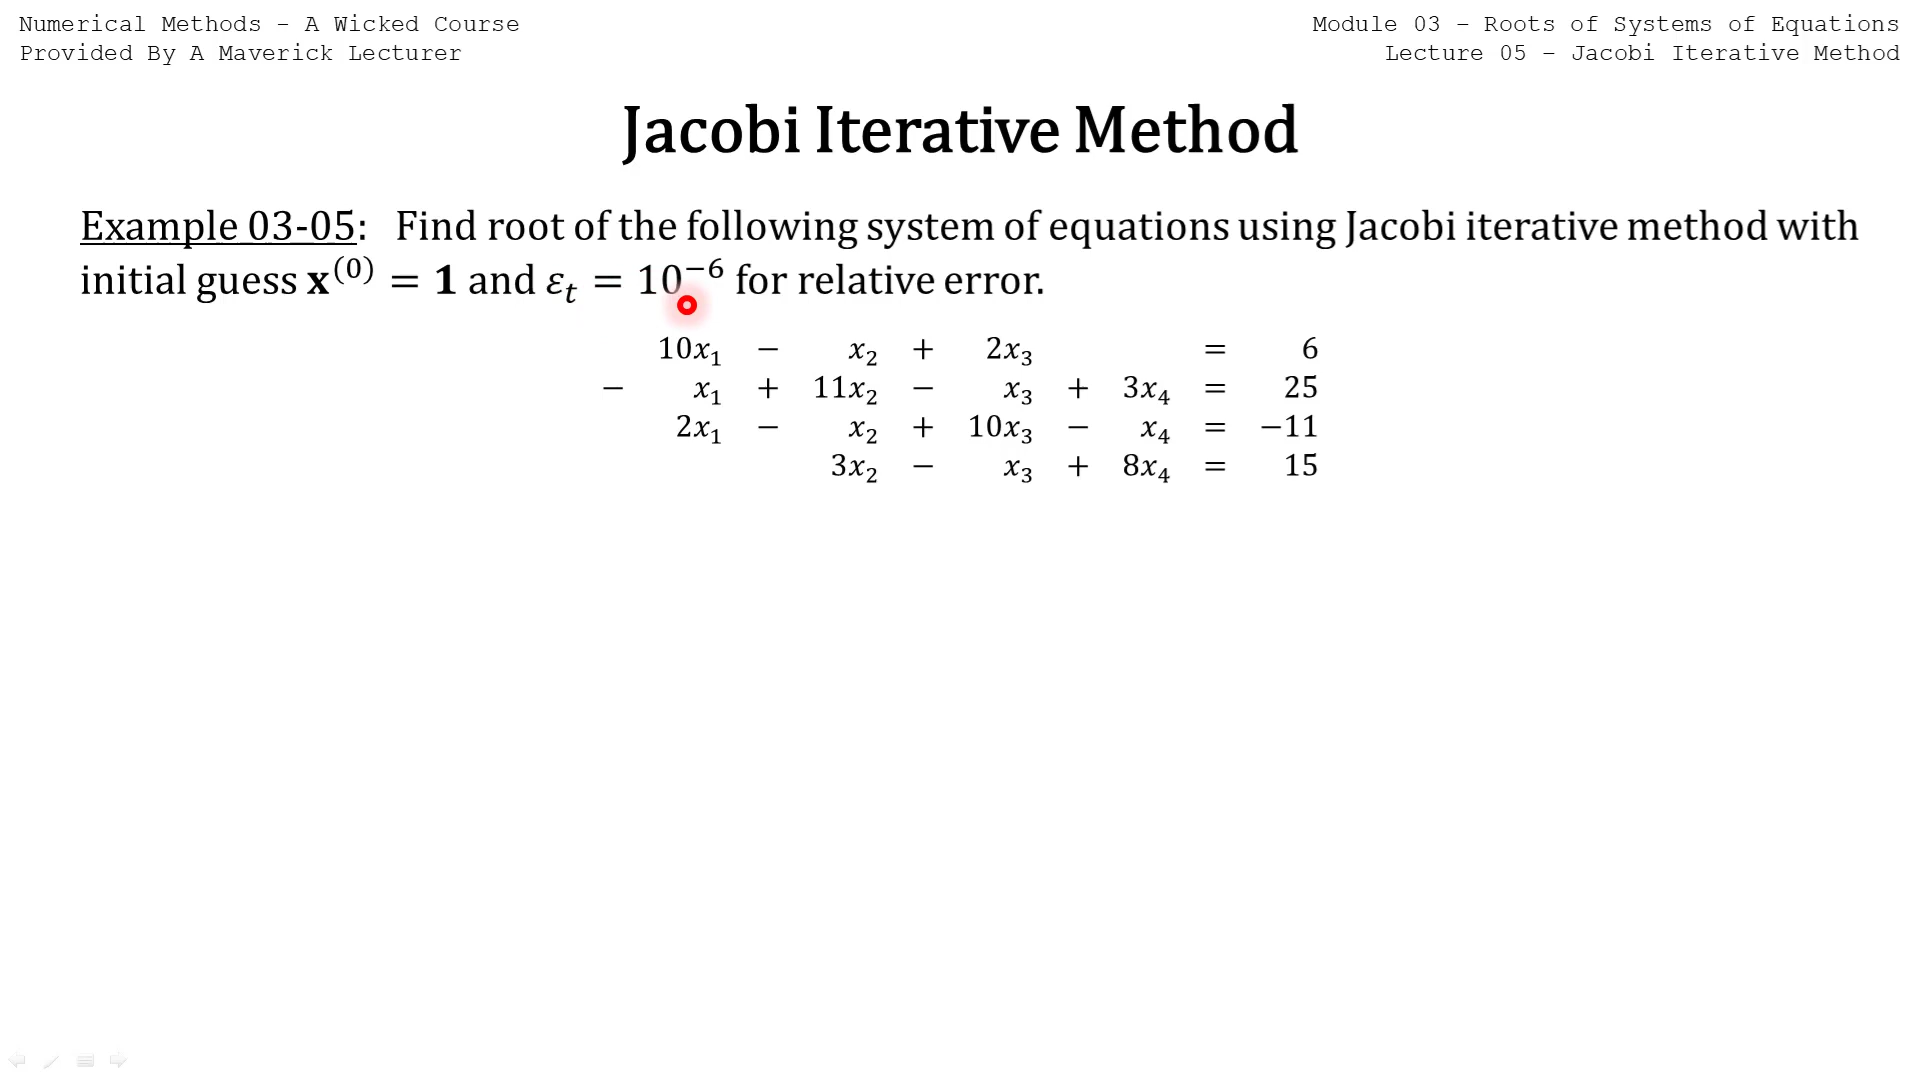 Numerical Methods – A Wicked Course
Provided By A Maverick Lecturer
Module 03 – Roots of Systems of Equations
Lecture 05 – Jacobi Iterative Method
Jacobi Iterative Method
Example 03-05: Find root of the following system of equations using Jacobi iterative method with
initial guess x⁽⁰⁾ = 1 and εₜ = 10⁻⁶ for relative error.
10x₁ − x₂ + 2x₃ = 6
− x₁ + 11x₂ − x₃ + 3x₄ = 25
2x₁ − x₂ + 10x₃ − x₄ = −11
3x₂ − x₃ + 8x₄ = 15